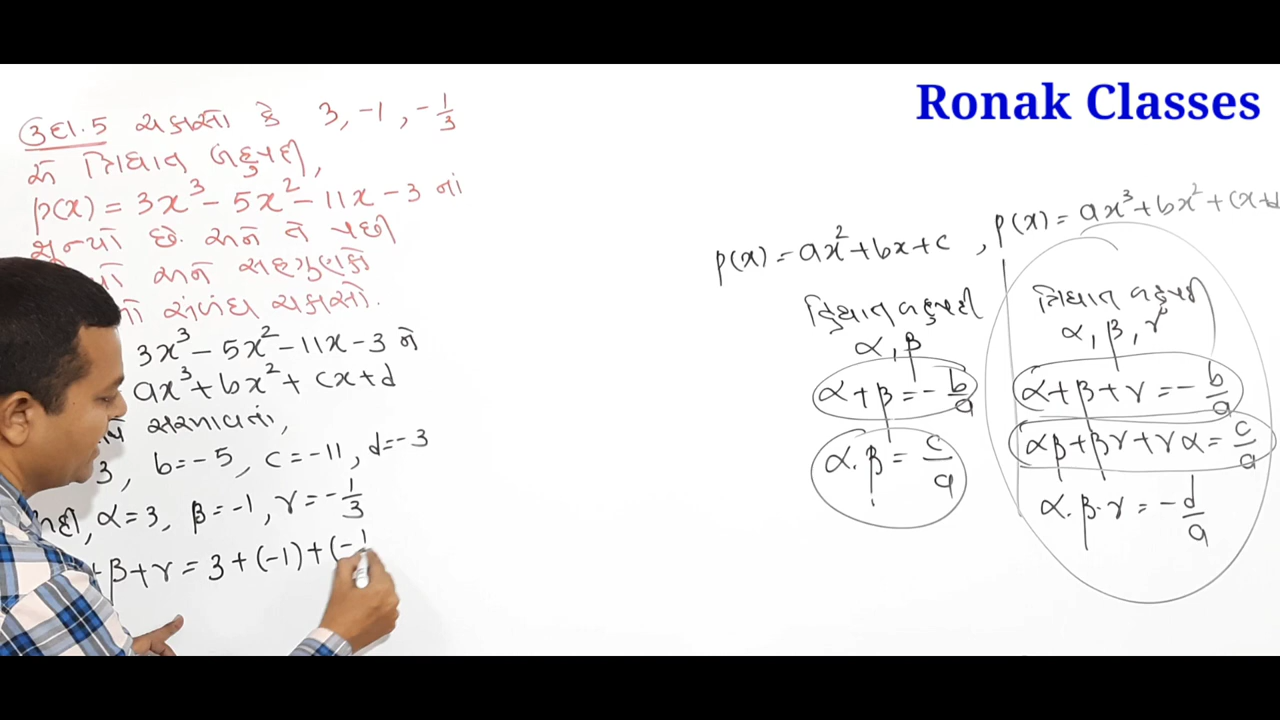 Ronak Classes
ઉદા.5 ચકાસો કે 3, -1, -1/3
એ ત્રિઘાત બહુપદી,
p(x) = 3x³ - 5x² - 11x - 3 નાં
શૂન્યો છે. અને તે પછી
અને સહગુણકો
સંબંધ ચકાસો.
3x³ - 5x² - 11x - 3 ને
ax³ + bx² + cx + d
સરખાવતાં,
3, b = -5, c = -11, d = -3
α = 3, β = -1, γ = -1/3
+ β + γ = 3 + (-1) + (-1
p(x) = ax² + bx + c , p(x) = ax³ + bx² + cx + d
દ્વિઘાત બહુપદી
α, β
α + β = -b/a
α . β = c/a
ત્રિઘાત બહુપદી
α, β, γ
α + β + γ = -b/a
αβ + βγ + γα = c/a
α . β . γ = -d/a